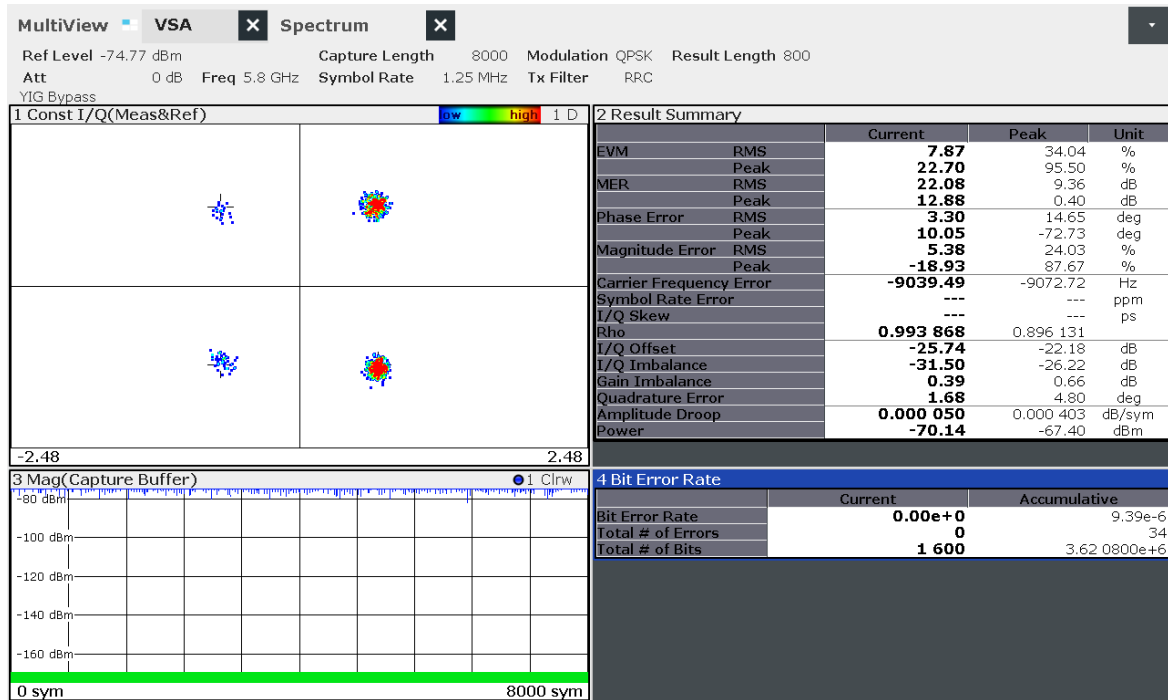 MultiView VSA X Spectrum X
Ref Level -74.77 dBm Capture Length 8000 Modulation QPSK Result Length 800
Att 0 dB Freq 5.8 GHz Symbol Rate 1.25 MHz Tx Filter RRC
YIG Bypass
1 Const I/Q(Meas&Ref) low high 1 D
-2.48 2.48
2 Result Summary
Current Peak Unit
EVM RMS 7.87 34.04 %
Peak 22.70 95.50 %
MER RMS 22.08 9.36 dB
Peak 12.88 0.40 dB
Phase Error RMS 3.30 14.65 deg
Peak 10.05 -72.73 deg
Magnitude Error RMS 5.38 24.03 %
Peak -18.93 87.67 %
Carrier Frequency Error -9039.49 -9072.72 Hz
Symbol Rate Error --- --- ppm
I/Q Skew --- --- ps
Rho 0.993 868 0.896 131
I/Q Offset -25.74 -22.18 dB
I/Q Imbalance -31.50 -26.22 dB
Gain Imbalance 0.39 0.66 dB
Quadrature Error 1.68 4.80 deg
Amplitude Droop 0.000 050 0.000 403 dB/sym
Power -70.14 -67.40 dBm
3 Mag(Capture Buffer) 1 Clrw
-80 dBm
-100 dBm
-120 dBm
-140 dBm
-160 dBm
0 sym 8000 sym
4 Bit Error Rate
Current Accumulative
Bit Error Rate 0.00e+0 9.39e-6
Total # of Errors 0 34
Total # of Bits 1 600 3.62 0800e+6